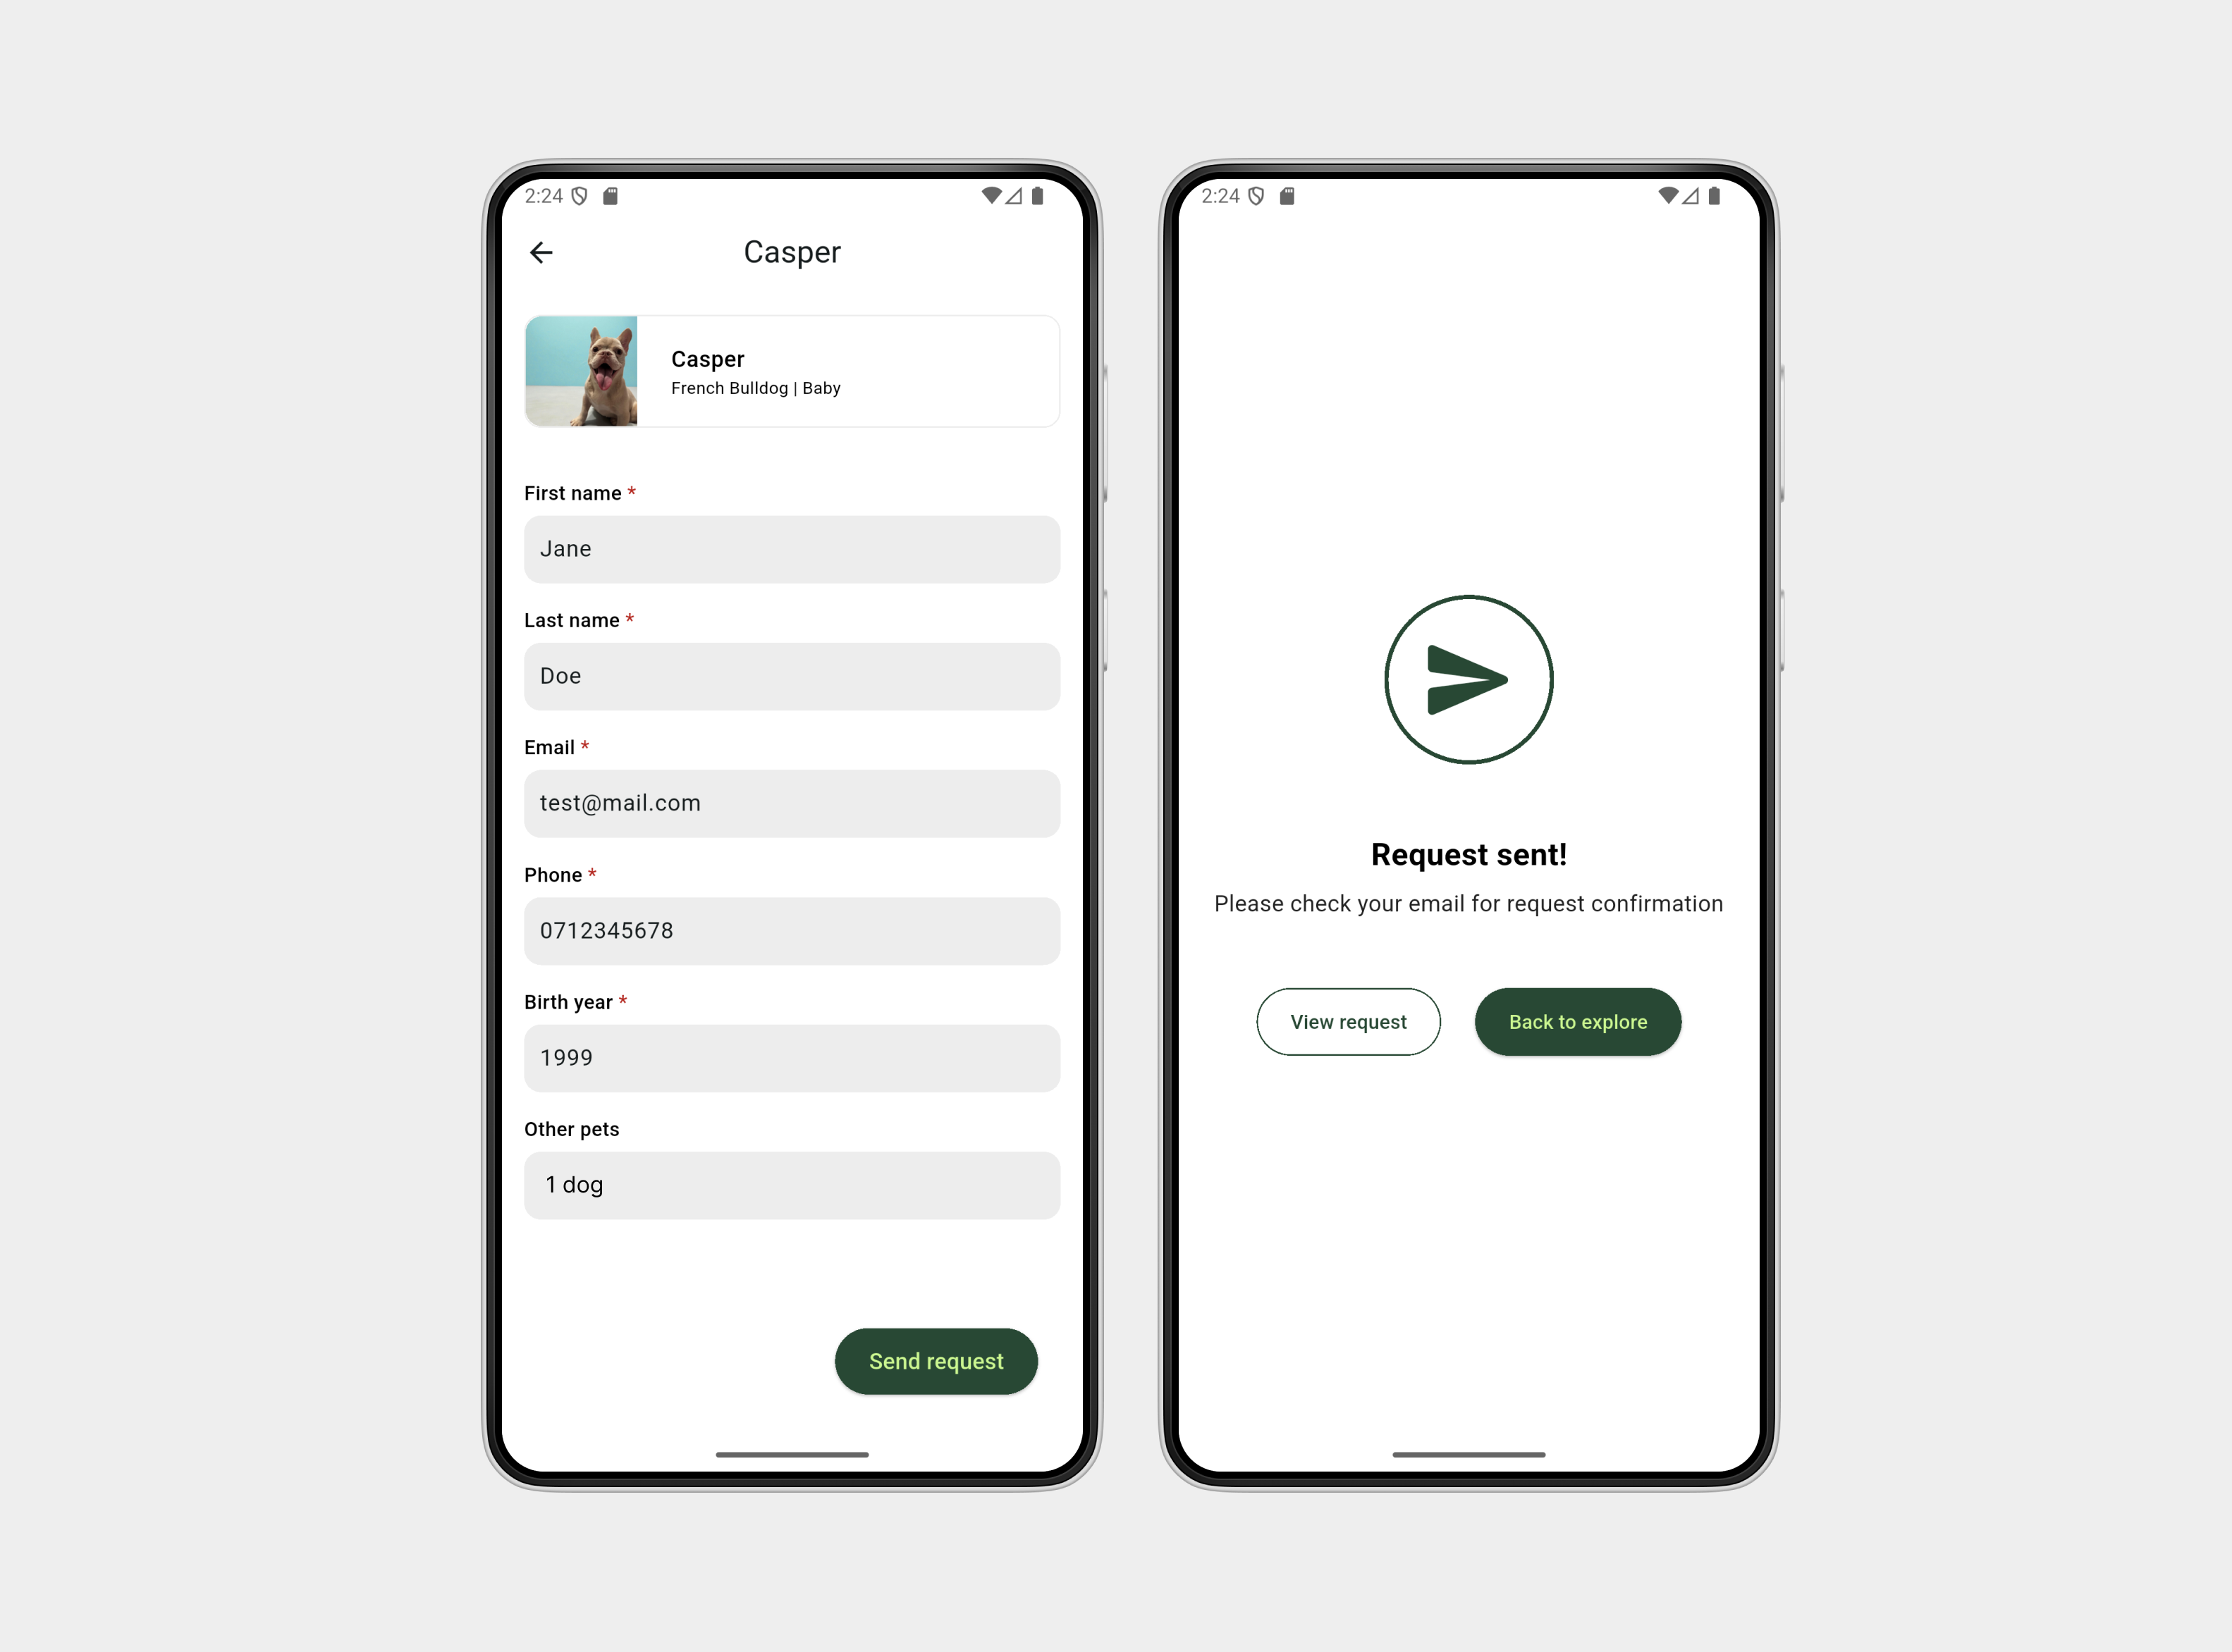 2:24
Casper
Casper
French Bulldog | Baby
First name *
Jane
Last name *
Doe
Email *
test@mail.com
Phone *
0712345678
Birth year *
1999
Other pets
1 dog
Send request
2:24
Request sent!
Please check your email for request confirmation
View request
Back to explore